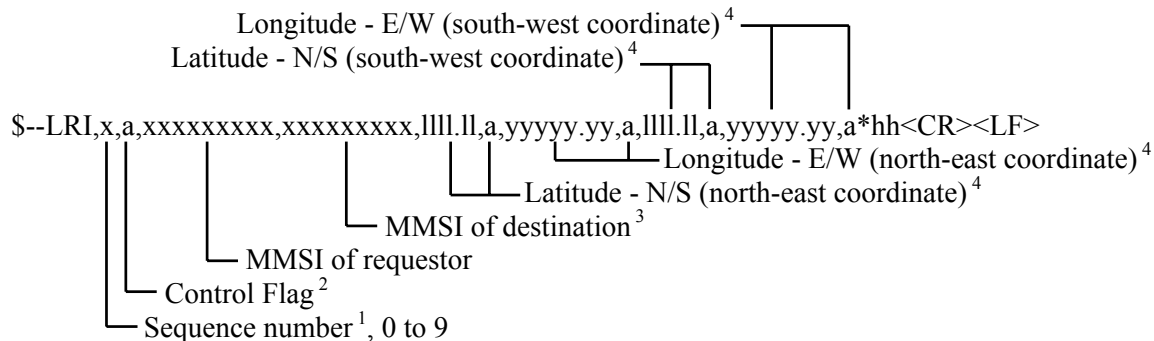 Longitude - E/W (south-west coordinate) 4
Latitude - N/S (south-west coordinate) 4
$--LRI,x,a,xxxxxxxxx,xxxxxxxxx,llll.ll,a,yyyyy.yy,a,llll.ll,a,yyyyy.yy,a*hh<CR><LF>
Longitude - E/W (north-east coordinate) 4
Latitude - N/S (north-east coordinate) 4
MMSI of destination 3
MMSI of requestor
Control Flag 2
Sequence number 1, 0 to 9